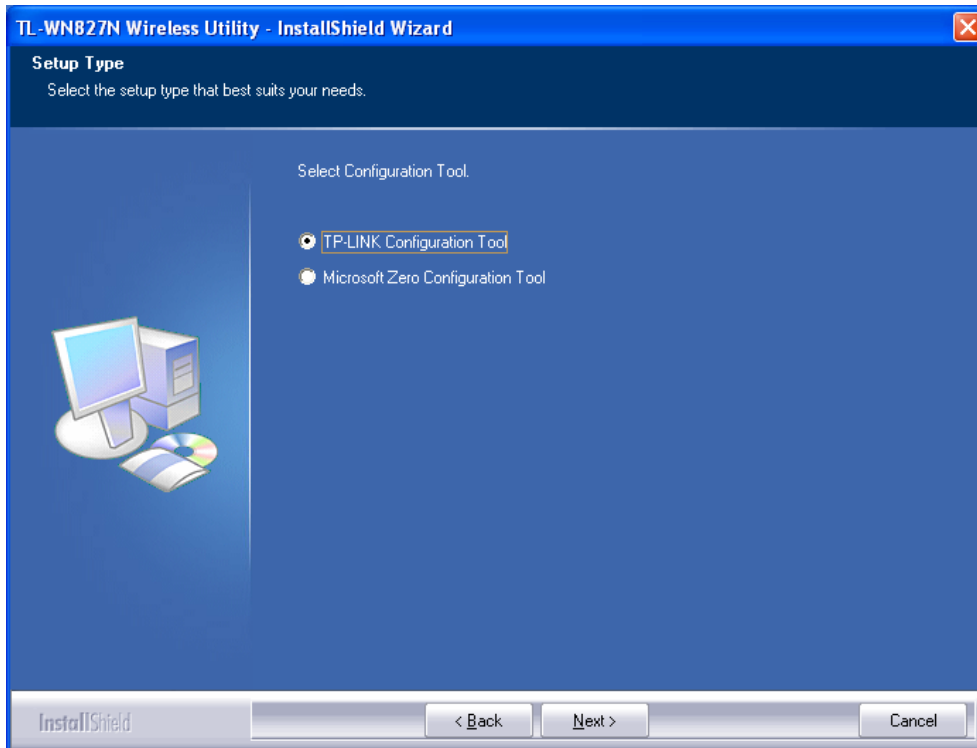 TL-WN827N Wireless Utility - InstallShield Wizard
Setup Type
Select the setup type that best suits your needs.
Select Configuration Tool.
TP-LINK Configuration Tool
Microsoft Zero Configuration Tool
InstallShield
< Back
Next >
Cancel